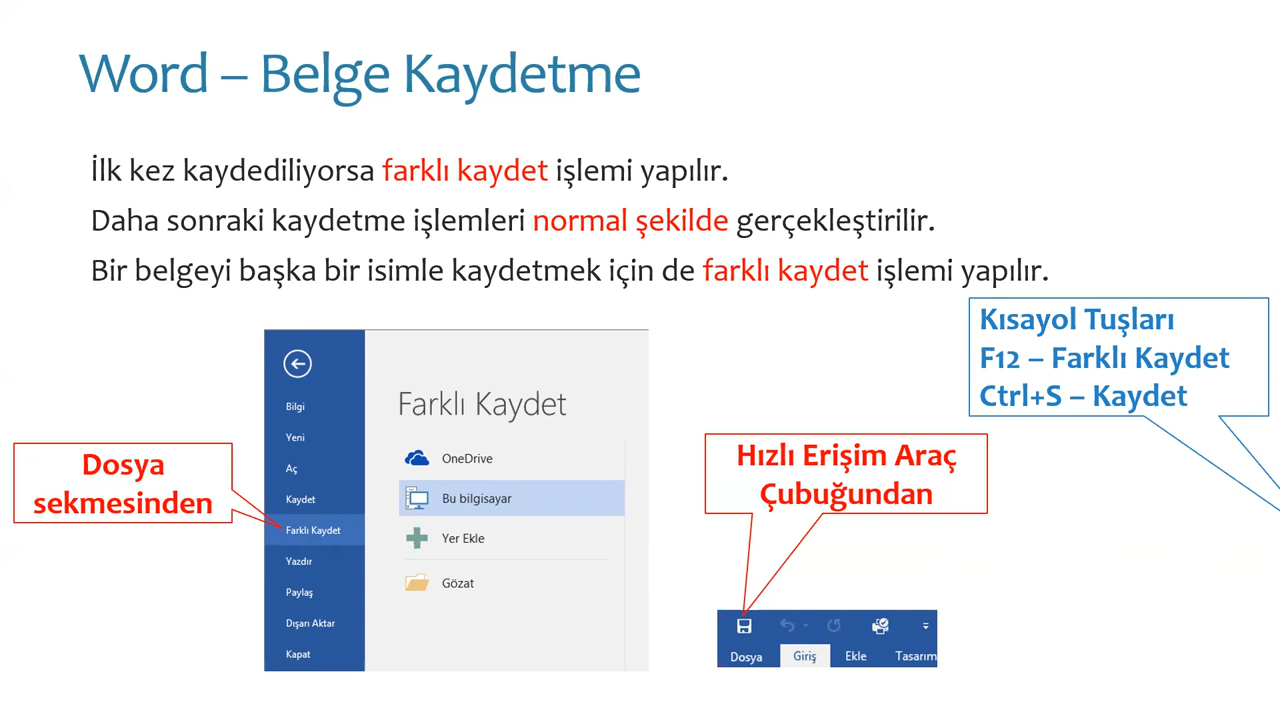 Word – Belge Kaydetme
İlk kez kaydediliyorsa farklı kaydet işlemi yapılır.
Daha sonraki kaydetme işlemleri normal şekilde gerçekleştirilir.
Bir belgeyi başka bir isimle kaydetmek için de farklı kaydet işlemi yapılır.
Kısayol Tuşları
F12 – Farklı Kaydet
Ctrl+S – Kaydet
Dosya
sekmesinden
Bilgi
Yeni
Aç
Kaydet
Farklı Kaydet
Yazdır
Paylaş
Dışarı Aktar
Kapat
Farklı Kaydet
OneDrive
Bu bilgisayar
Yer Ekle
Gözat
Hızlı Erişim Araç
Çubuğundan
Dosya Giriş Ekle Tasarım